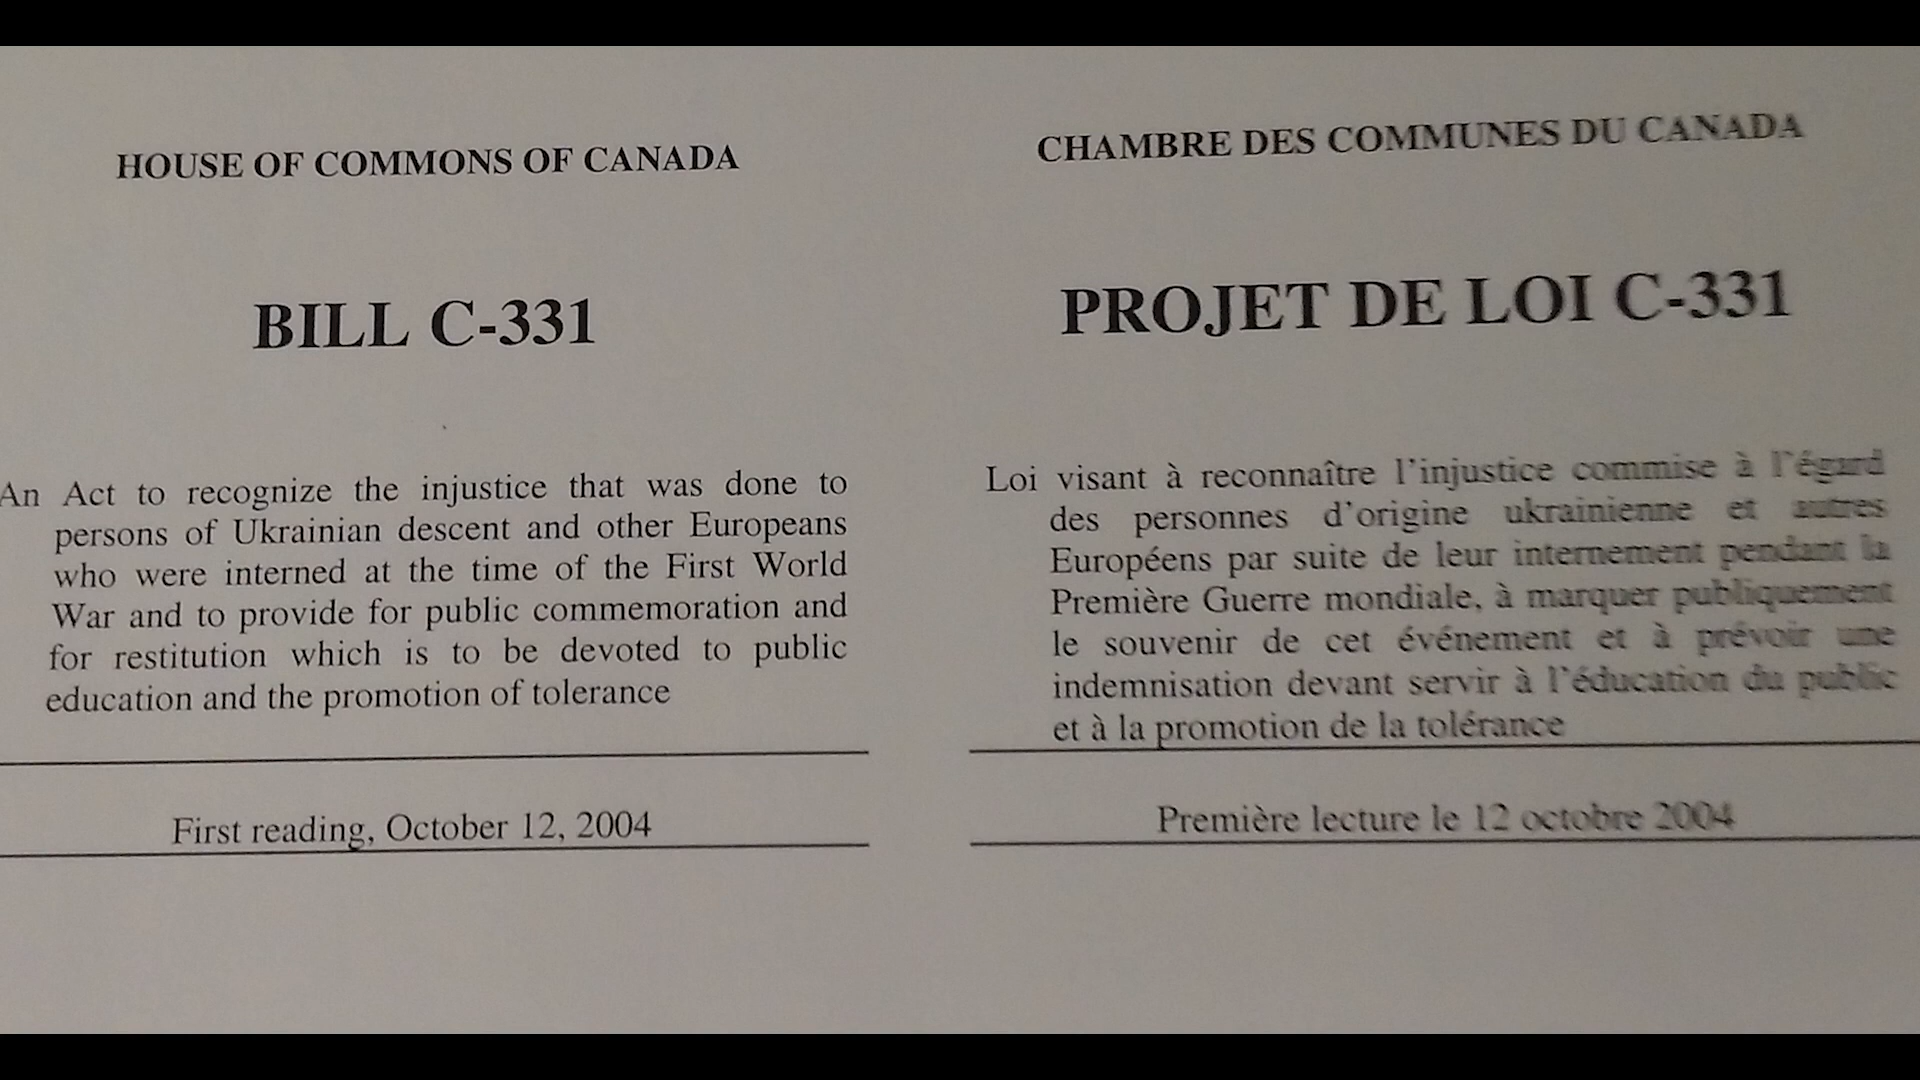 HOUSE OF COMMONS OF CANADA
BILL C-331
An Act to recognize the injustice that was done to
persons of Ukrainian descent and other Europeans
who were interned at the time of the First World
War and to provide for public commemoration and
for restitution which is to be devoted to public
education and the promotion of tolerance
First reading, October 12, 2004
CHAMBRE DES COMMUNES DU CANADA
PROJET DE LOI C-331
Loi visant à reconnaître l'injustice commise à l'égard
des personnes d'origine ukrainienne et autres
Européens par suite de leur internement pendant la
Première Guerre mondiale, à marquer publiquement
le souvenir de cet événement et à prévoir une
indemnisation devant servir à l'éducation du public
et à la promotion de la tolérance
Première lecture le 12 octobre 2004